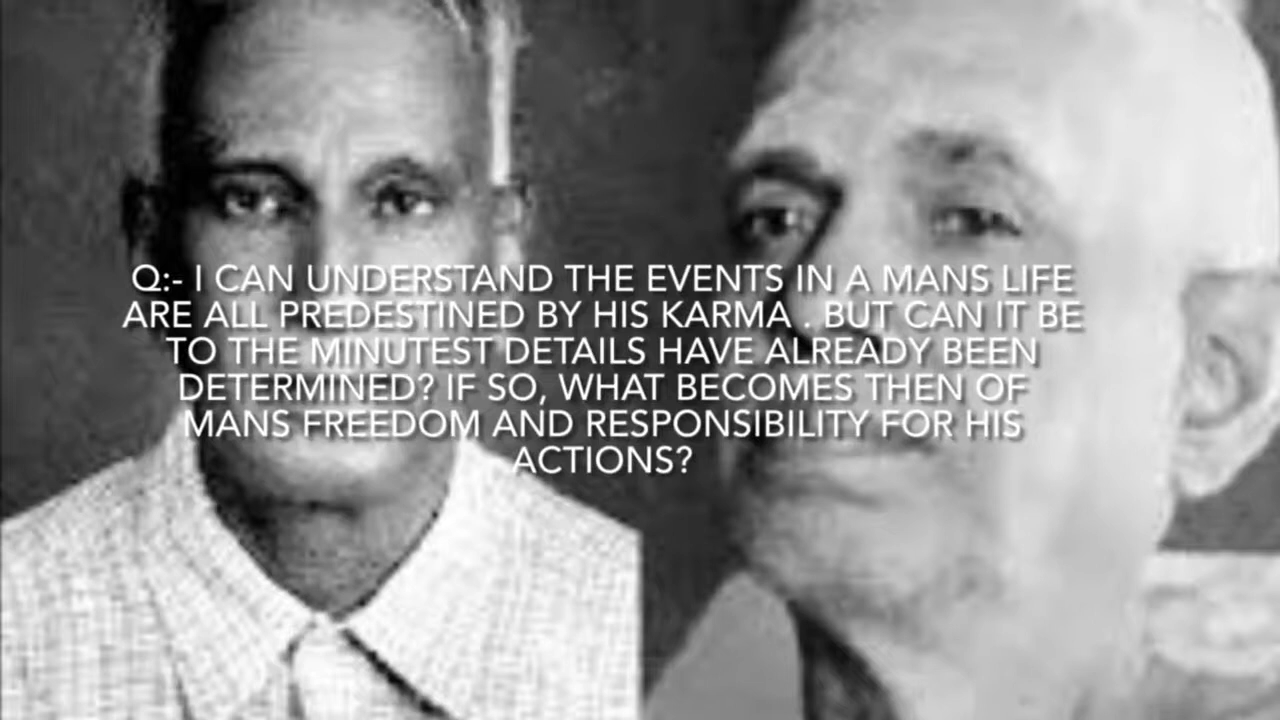 Q:- I CAN UNDERSTAND THE EVENTS IN A MANS LIFE
ARE ALL PREDESTINED BY HIS KARMA . BUT CAN IT BE
TO THE MINUTEST DETAILS HAVE ALREADY BEEN
DETERMINED? IF SO, WHAT BECOMES THEN OF
MANS FREEDOM AND RESPONSIBILITY FOR HIS
ACTIONS?